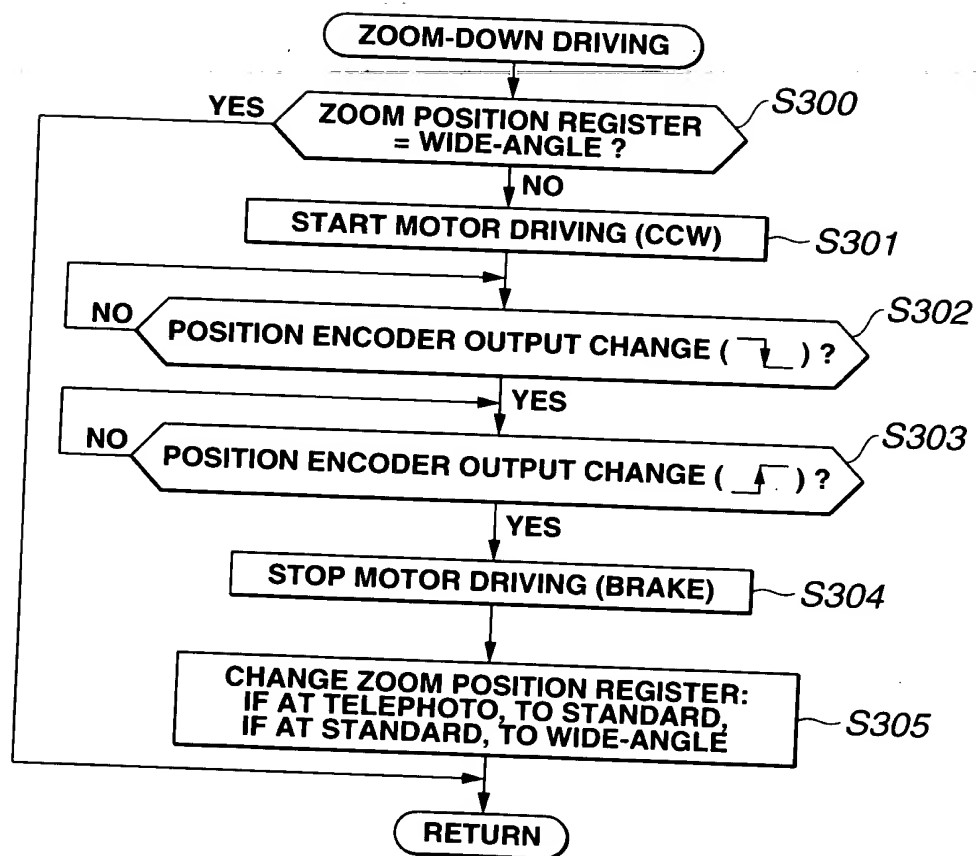 ZOOM-DOWN DRIVING
S300
YES
ZOOM POSITION REGISTER
= WIDE-ANGLE ?
NO
START MOTOR DRIVING (CCW)
S301
NO
POSITION ENCODER OUTPUT CHANGE ( ) ?
S302
YES
NO
POSITION ENCODER OUTPUT CHANGE ( ) ?
S303
YES
STOP MOTOR DRIVING (BRAKE)
S304
CHANGE ZOOM POSITION REGISTER:
IF AT TELEPHOTO, TO STANDARD,
IF AT STANDARD, TO WIDE-ANGLE
S305
RETURN